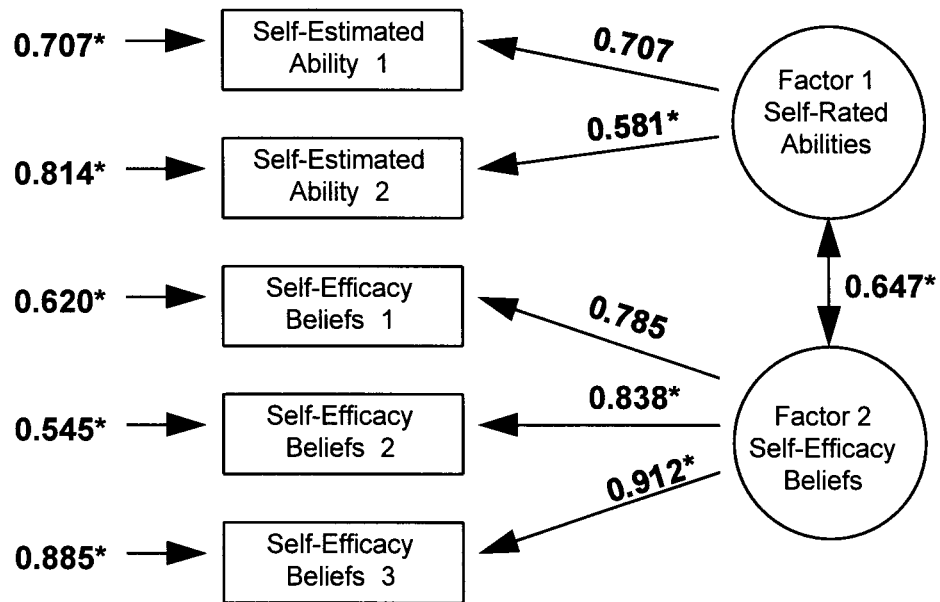 0.707*
Self-Estimated
Ability 1
0.707
Factor 1
Self-Rated
Abilities
0.814*
Self-Estimated
Ability 2
0.581*
0.620*
Self-Efficacy
Beliefs 1
0.785
0.647*
0.545*
Self-Efficacy
Beliefs 2
0.838*
Factor 2
Self-Efficacy
Beliefs
0.885*
Self-Efficacy
Beliefs 3
0.912*